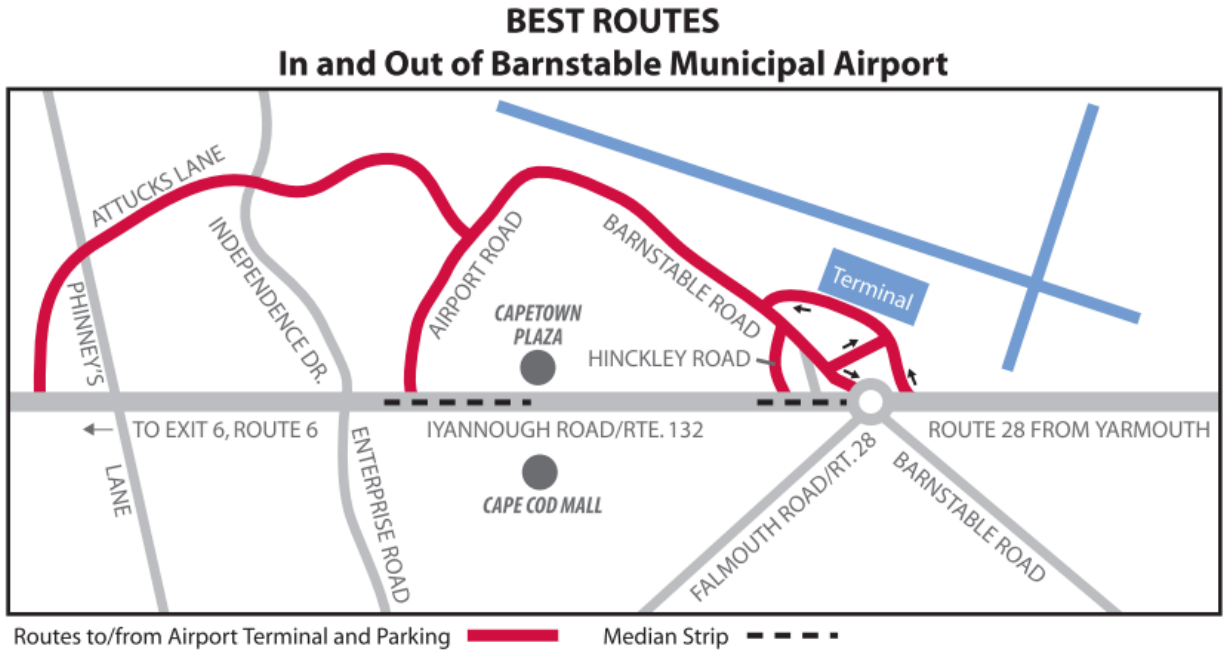 BEST ROUTES
In and Out of Barnstable Municipal Airport
ATTUCKS LANE
INDEPENDENCE DR.
PHINNEY'S
LANE
AIRPORT ROAD
BARNSTABLE ROAD
Terminal
CAPETOWN
PLAZA
HINCKLEY ROAD
TO EXIT 6, ROUTE 6
IYANNOUGH ROAD/RTE. 132
ROUTE 28 FROM YARMOUTH
ENTERPRISE ROAD
CAPE COD MALL
FALMOUTH ROAD/RT. 28
BARNSTABLE ROAD
Routes to/from Airport Terminal and Parking
Median Strip